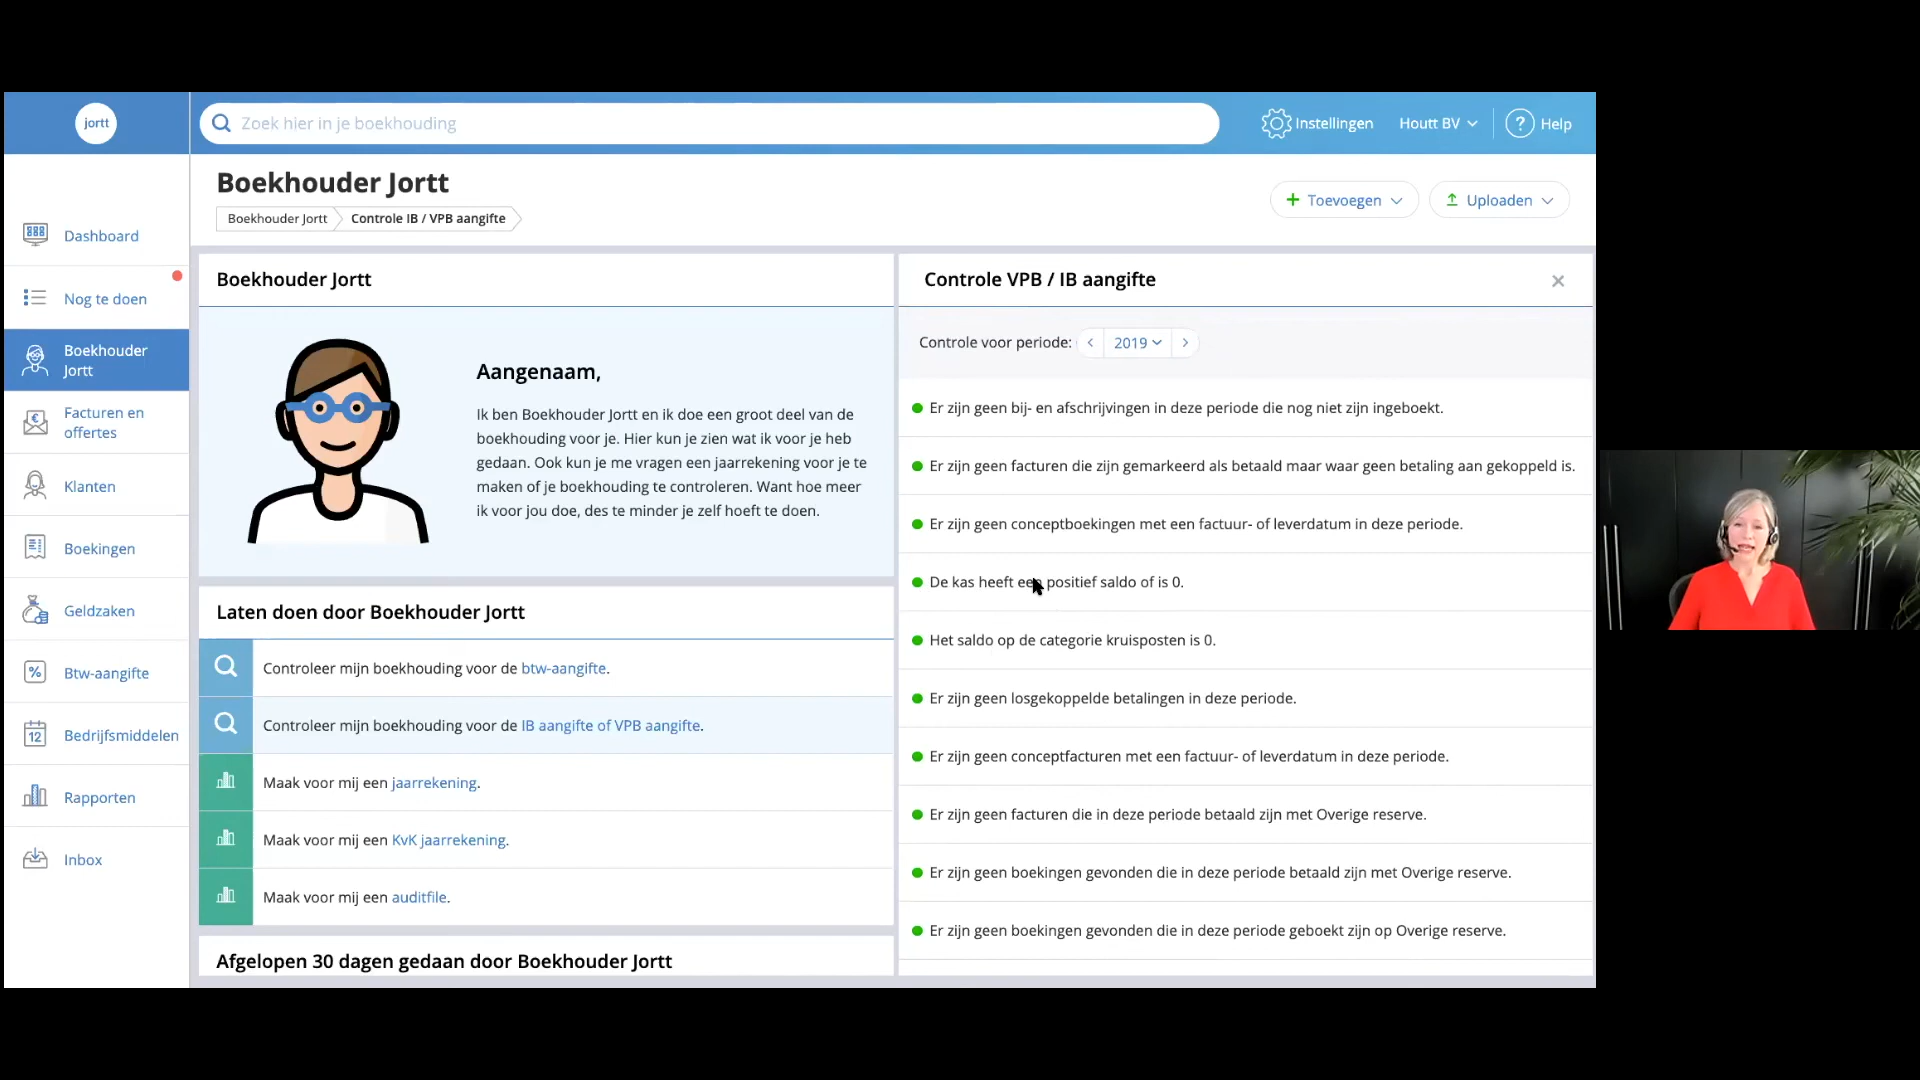 jortt
Zoek hier in je boekhouding
Instellingen
Houtt BV
? Help
Boekhouder Jortt
Boekhouder Jortt
Controle IB / VPB aangifte
+ Toevoegen
Uploaden
Dashboard
Nog te doen
Boekhouder
Jortt
Facturen en
offertes
Klanten
Boekingen
Geldzaken
% Btw-aangifte
12 Bedrijfsmiddelen
Rapporten
Inbox
Boekhouder Jortt
Aangenaam,
Ik ben Boekhouder Jortt en ik doe een groot deel van de
boekhouding voor je. Hier kun je zien wat ik voor je heb
gedaan. Ook kun je me vragen een jaarrekening voor je te
maken of je boekhouding te controleren. Want hoe meer
ik voor jou doe, des te minder je zelf hoeft te doen.
Laten doen door Boekhouder Jortt
Controleer mijn boekhouding voor de btw-aangifte.
Controleer mijn boekhouding voor de IB aangifte of VPB aangifte.
Maak voor mij een jaarrekening.
Maak voor mij een KvK jaarrekening.
Maak voor mij een auditfile.
Afgelopen 30 dagen gedaan door Boekhouder Jortt
Controle VPB / IB aangifte
Controle voor periode: 2019
Er zijn geen bij- en afschrijvingen in deze periode die nog niet zijn ingeboekt.
Er zijn geen facturen die zijn gemarkeerd als betaald maar waar geen betaling aan gekoppeld is.
Er zijn geen conceptboekingen met een factuur- of leverdatum in deze periode.
De kas heeft een positief saldo of is 0.
Het saldo op de categorie kruisposten is 0.
Er zijn geen losgekoppelde betalingen in deze periode.
Er zijn geen conceptfacturen met een factuur- of leverdatum in deze periode.
Er zijn geen facturen die in deze periode betaald zijn met Overige reserve.
Er zijn geen boekingen gevonden die in deze periode betaald zijn met Overige reserve.
Er zijn geen boekingen gevonden die in deze periode geboekt zijn op Overige reserve.